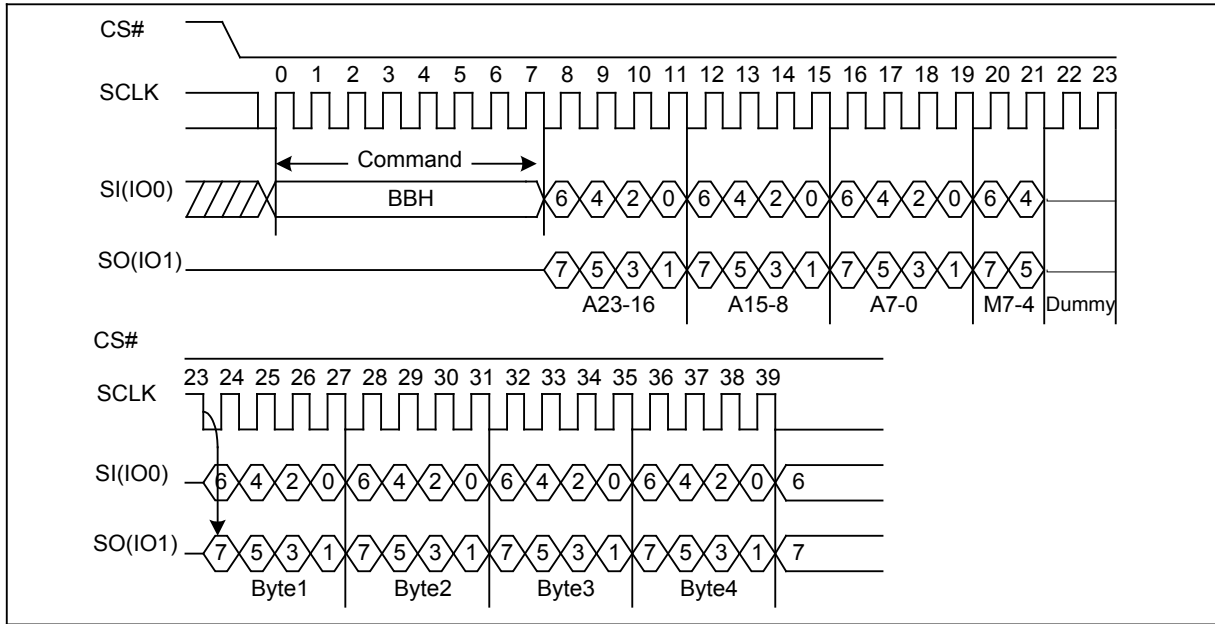 CS#
0 1 2 3 4 5 6 7 8 9 10 11 12 13 14 15 16 17 18 19 20 21 22 23
SCLK
Command
SI(IO0) BBH 6 4 2 0 6 4 2 0 6 4 2 0 6 4
SO(IO1) 7 5 3 1 7 5 3 1 7 5 3 1 7 5
A23-16 A15-8 A7-0 M7-4 Dummy
CS#
23 24 25 26 27 28 29 30 31 32 33 34 35 36 37 38 39
SCLK
SI(IO0) 6 4 2 0 6 4 2 0 6 4 2 0 6 4 2 0 6
SO(IO1) 7 5 3 1 7 5 3 1 7 5 3 1 7 5 3 1 7
Byte1 Byte2 Byte3 Byte4